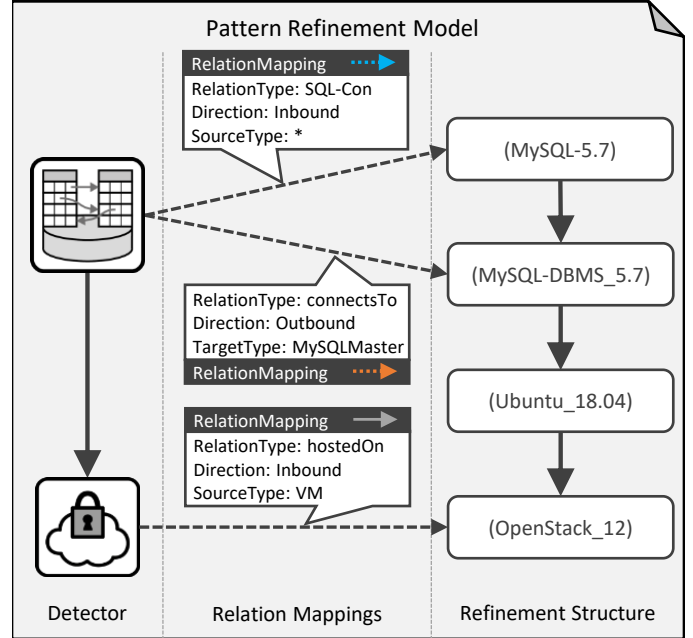 Pattern Refinement Model
RelationMapping
RelationType: SQL-Con
Direction: Inbound
SourceType: *
(MySQL-5.7)
(MySQL-DBMS_5.7)
RelationType: connectsTo
Direction: Outbound
TargetType: MySQLMaster
RelationMapping
(Ubuntu_18.04)
RelationMapping
RelationType: hostedOn
Direction: Inbound
SourceType: VM
(OpenStack_12)
Detector
Relation Mappings
Refinement Structure